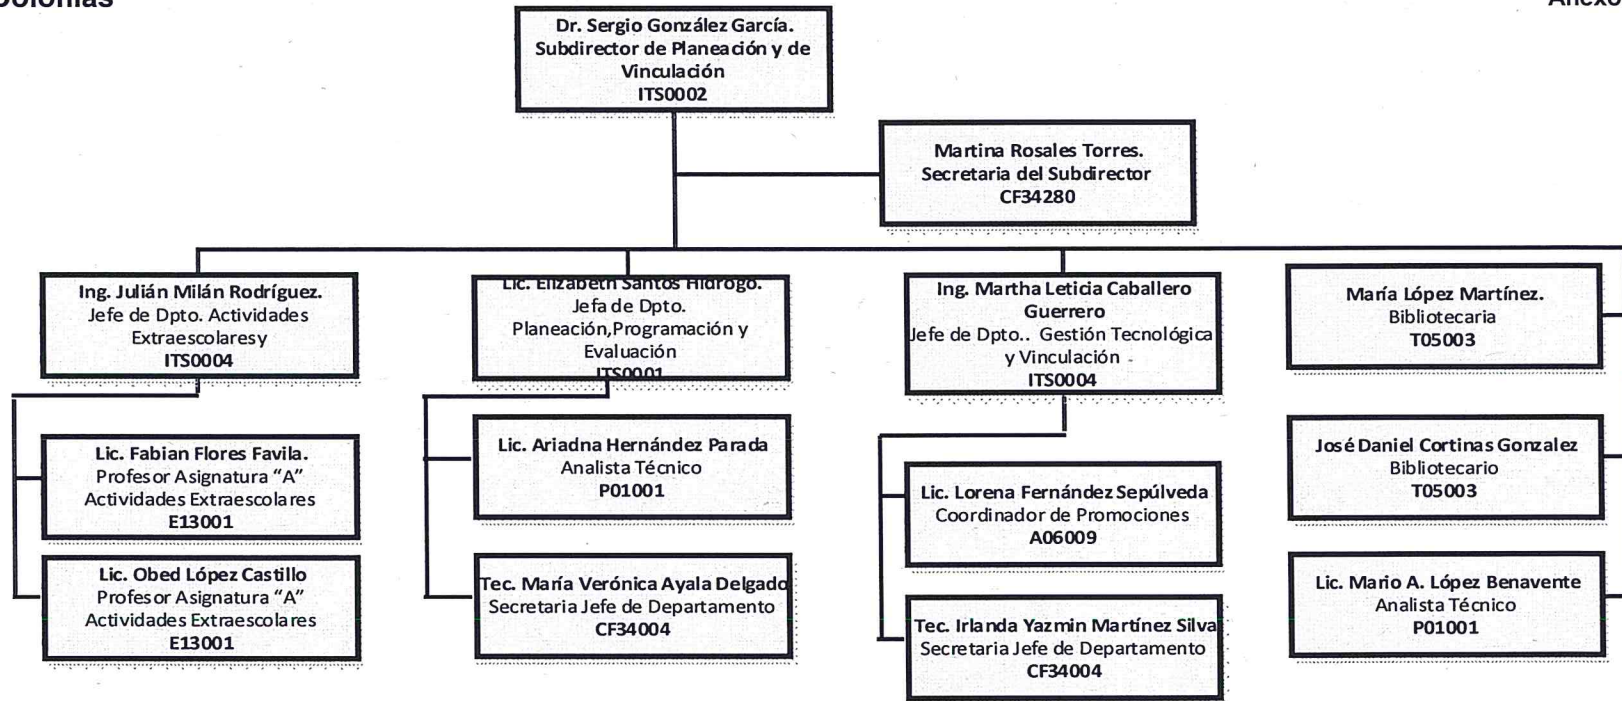 Dr. Sergio González García.
Subdirector de Planeación y de
Vinculación
ITS0002
Martina Rosales Torres.
Secretaria del Subdirector
CF34280
Ing. Julián Milán Rodríguez.
Jefe de Dpto. Actividades
Extraescolares y
ITS0004
Lic. Elizabeth Santos Hidrogo.
Jefa de Dpto.
Planeación,Programación y
Evaluación
ITS0001
Ing. Martha Leticia Caballero
Guerrero
Jefe de Dpto.. Gestión Tecnológica
y Vinculación
ITS0004
María López Martínez.
Bibliotecaria
T05003
Lic. Fabian Flores Favila.
Profesor Asignatura “A”
Actividades Extraescolares
E13001
Lic. Ariadna Hernández Parada
Analista Técnico
P01001
Lic. Lorena Fernández Sepúlveda
Coordinador de Promociones
A06009
José Daniel Cortinas Gonzalez
Bibliotecario
T05003
Lic. Obed López Castillo
Profesor Asignatura “A”
Actividades Extraescolares
E13001
Tec. María Verónica Ayala Delgado
Secretaria Jefe de Departamento
CF34004
Tec. Irlanda Yazmin Martínez Silva
Secretaria Jefe de Departamento
CF34004
Lic. Mario A. López Benavente
Analista Técnico
P01001